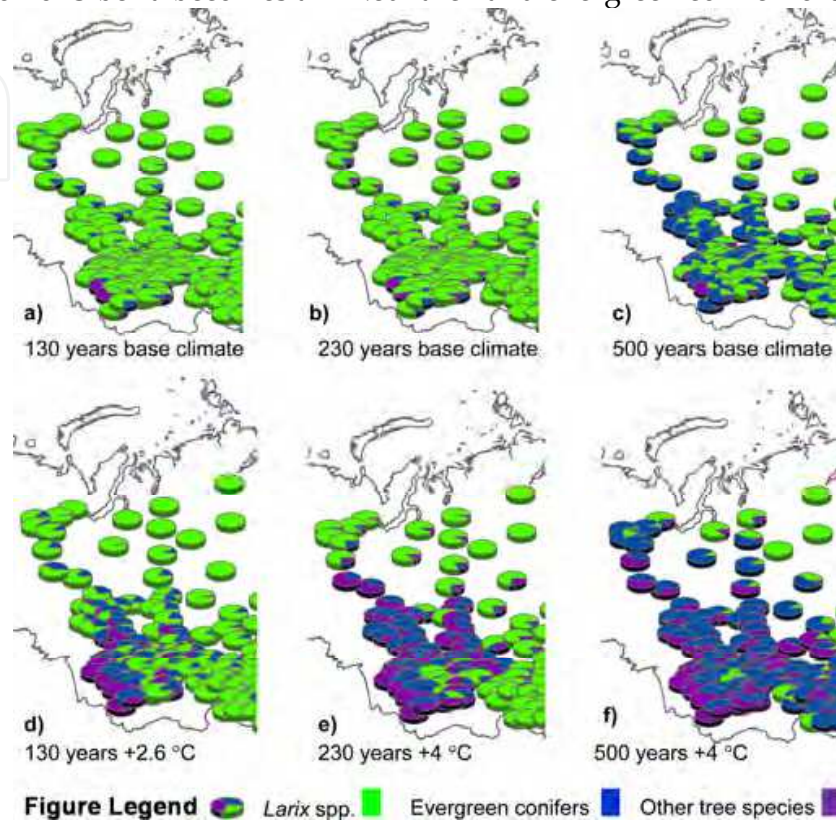 a)
130 years base climate
b)
230 years base climate
c)
500 years base climate
d)
130 years +2.6 °C
e)
230 years +4 °C
f)
500 years +4 °C
Figure Legend Larix spp. Evergreen conifers Other tree species